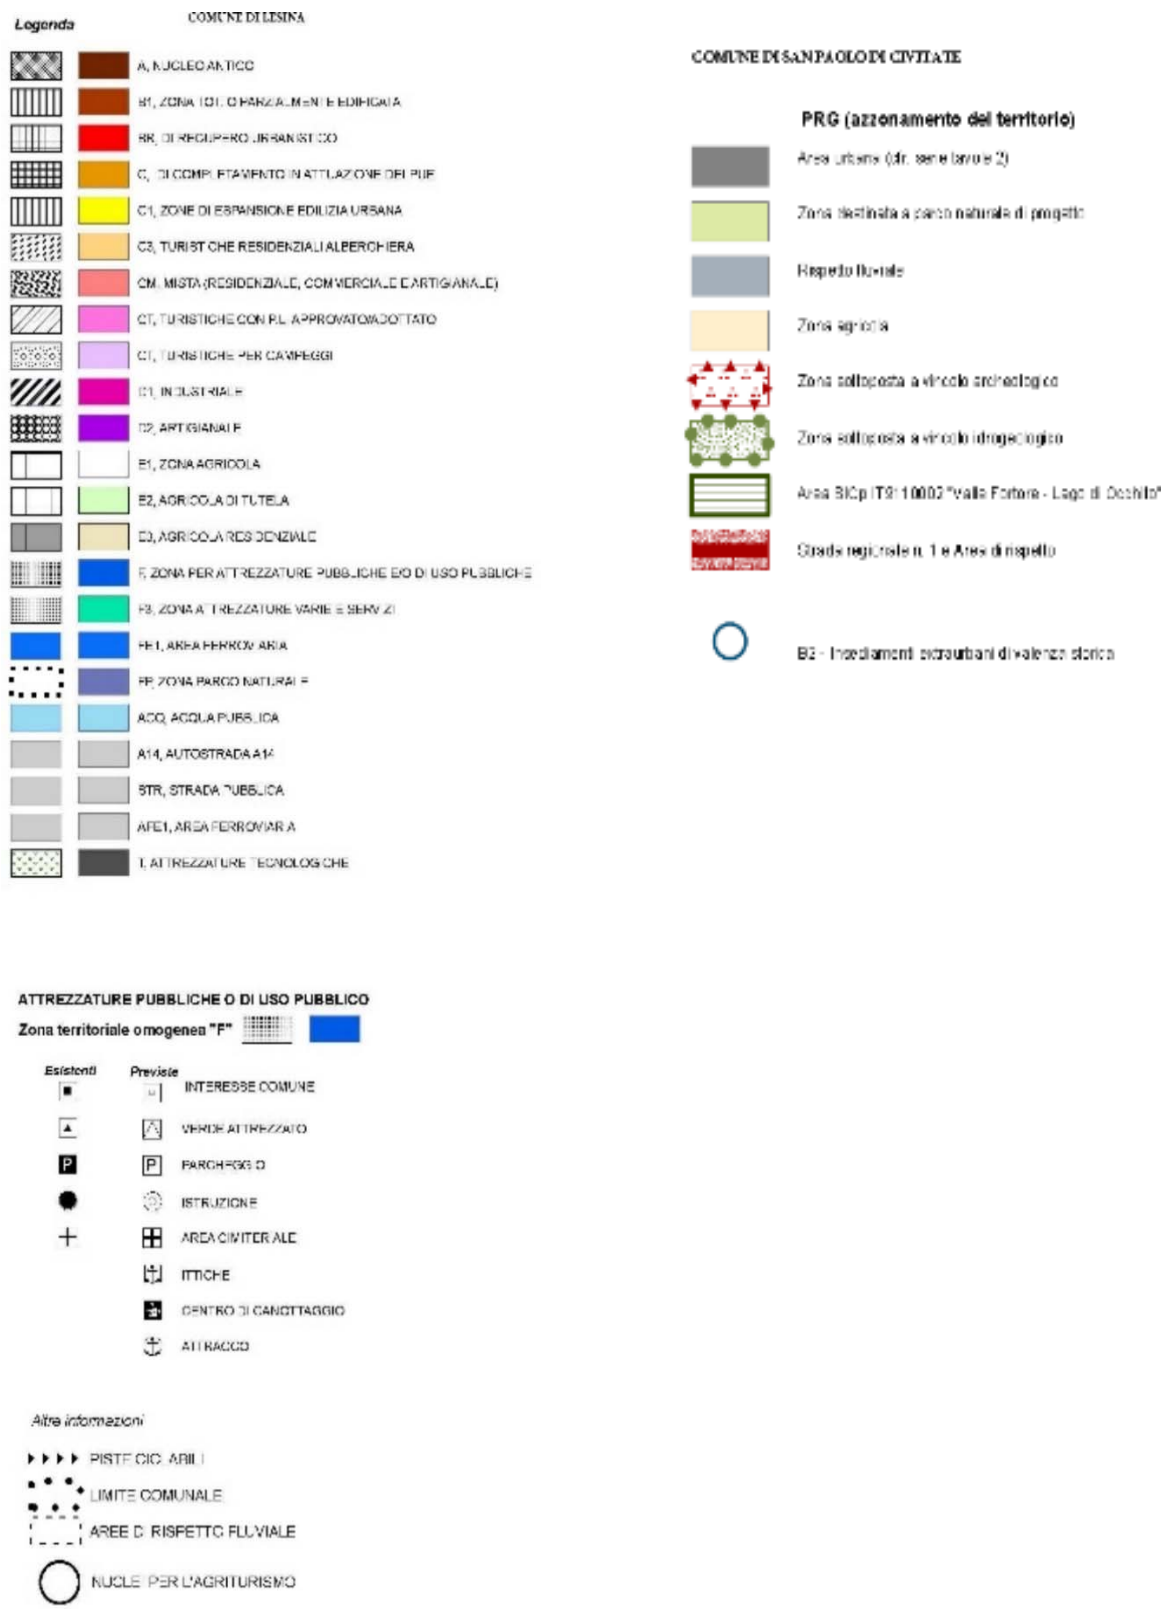 Legenda
COMUNE DI LESINA
A, NUCLEO ANTICO
B1, ZONA TOT. O PARZIALMENTE EDIFICATA
BR, DI RECUPERO URBANISTICO
C, DI COMPLETAMENTO IN ATTUAZIONE DEL PUE
C1, ZONE DI ESPANSIONE EDILIZIA URBANA
C3, TURISTICHE RESIDENZIALI ALBERGHIERA
CM, MISTA (RESIDENZIALE, COMMERCIALE E ARTIGIANALE)
CT, TURISTICHE CON P.L. APPROVATO/ADOTTATO
CT, TURISTICHE PER CAMPEGGI
D1, INDUSTRIALE
D2, ARTIGIANALE
E1, ZONA AGRICOLA
E2, AGRICOLA DI TUTELA
E3, AGRICOLA RESIDENZIALE
F, ZONA PER ATTREZZATURE PUBBLICHE E/O DI USO PUBBLICHE
F3, ZONA ATTREZZATURE VARIE E SERVIZI
FE1, AREA FERROVIARIA
FP, ZONA PARCO NATURALE
ACQ, ACQUA PUBBLICA
A14, AUTOSTRADA A14
STR, STRADA PUBBLICA
AFE1, AREA FERROVIARIA
T, ATTREZZATURE TECNOLOGICHE
COMUNE DI SAN PAOLO DI CIVITATE
PRG (azzonamento del territorio)
Area urbana (cfr. serie tavole 2)
Zona destinata a parco naturale di progetto
Rispetto fluviale
Zona agricola
Zona sottoposta a vincolo archeologico
Zona sottoposta a vincolo idrogeologico
Area SICp IT9110002 "Valle Fortore - Lago di Occhito"
Strada regionale n. 1 e Area di rispetto
B2 - Insediamenti extraurbani di valenza storica
ATTREZZATURE PUBBLICHE O DI USO PUBBLICO
Zona territoriale omogenea "F"
Esistenti Previste
INTERESSE COMUNE
VERDE ATTREZZATO
P P PARCHEGGIO
ISTRUZIONE
AREA CIMITERIALE
ITTICHE
CENTRO DI CANOTTAGGIO
ATTRACCO
Altre informazioni
PISTE CICLABILI
LIMITE COMUNALE
AREE DI RISPETTO FLUVIALE
NUCLEI PER L'AGRITURISMO